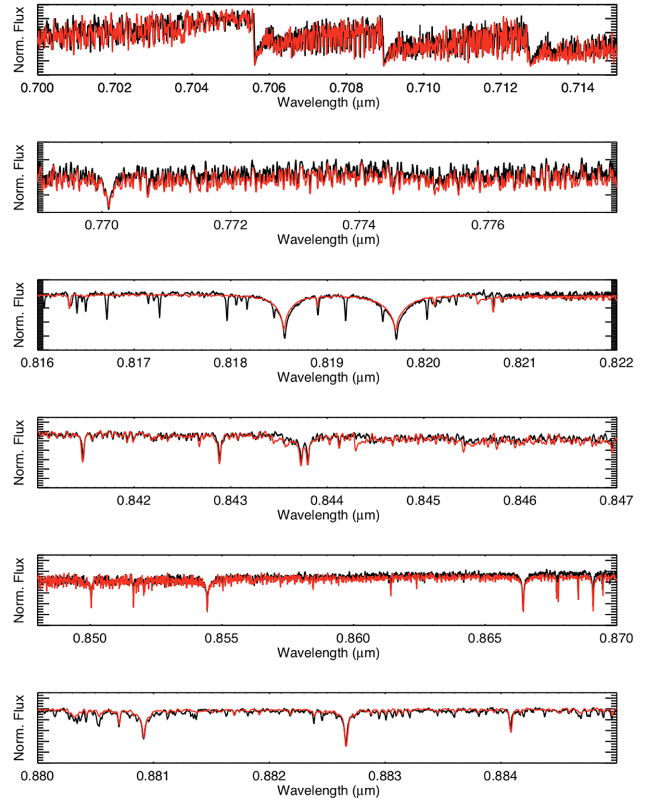 Norm. Flux
0.700 0.702 0.704 0.706 0.708 0.710 0.712 0.714
Wavelength (μm)
Norm. Flux
0.770 0.772 0.774 0.776
Wavelength (μm)
Norm. Flux
0.816 0.817 0.818 0.819 0.820 0.821 0.822
Wavelength (μm)
Norm. Flux
0.842 0.843 0.844 0.845 0.846 0.847
Wavelength (μm)
Norm. Flux
0.850 0.855 0.860 0.865 0.870
Wavelength (μm)
Norm. Flux
0.880 0.881 0.882 0.883 0.884
Wavelength (μm)